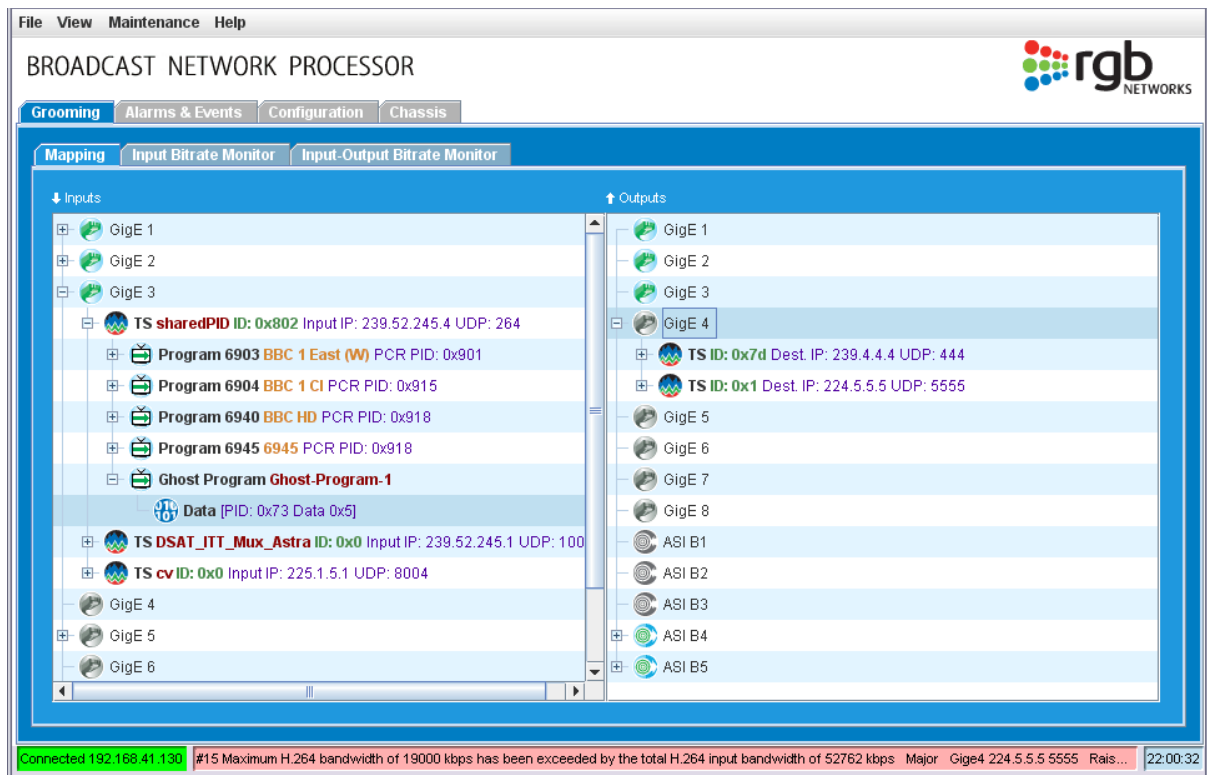 File View Maintenance Help
BROADCAST NETWORK PROCESSOR
rgb
NETWORKS
Grooming Alarms & Events Configuration Chassis
Mapping Input Bitrate Monitor Input-Output Bitrate Monitor
Inputs
GigE 1
GigE 2
GigE 3
TS sharedPID ID: 0x802 Input IP: 239.52.245.4 UDP: 264
Program 6903 BBC 1 East (W) PCR PID: 0x901
Program 6904 BBC 1 CI PCR PID: 0x915
Program 6940 BBC HD PCR PID: 0x918
Program 6945 6945 PCR PID: 0x918
Ghost Program Ghost-Program-1
Data [PID: 0x73 Data 0x5]
TS DSAT_ITT_Mux_Astra ID: 0x0 Input IP: 239.52.245.1 UDP: 100
TS cv ID: 0x0 Input IP: 225.1.5.1 UDP: 8004
GigE 4
GigE 5
GigE 6
Outputs
GigE 1
GigE 2
GigE 3
GigE 4
TS ID: 0x7d Dest. IP: 239.4.4.4 UDP: 444
TS ID: 0x1 Dest. IP: 224.5.5.5 UDP: 5555
GigE 5
GigE 6
GigE 7
GigE 8
ASI B1
ASI B2
ASI B3
ASI B4
ASI B5
Connected 192.168.41.130 #15 Maximum H.264 bandwidth of 19000 kbps has been exceeded by the total H.264 input bandwidth of 52762 kbps Major Gige4 224.5.5.5 5555 Rais... 22:00:32